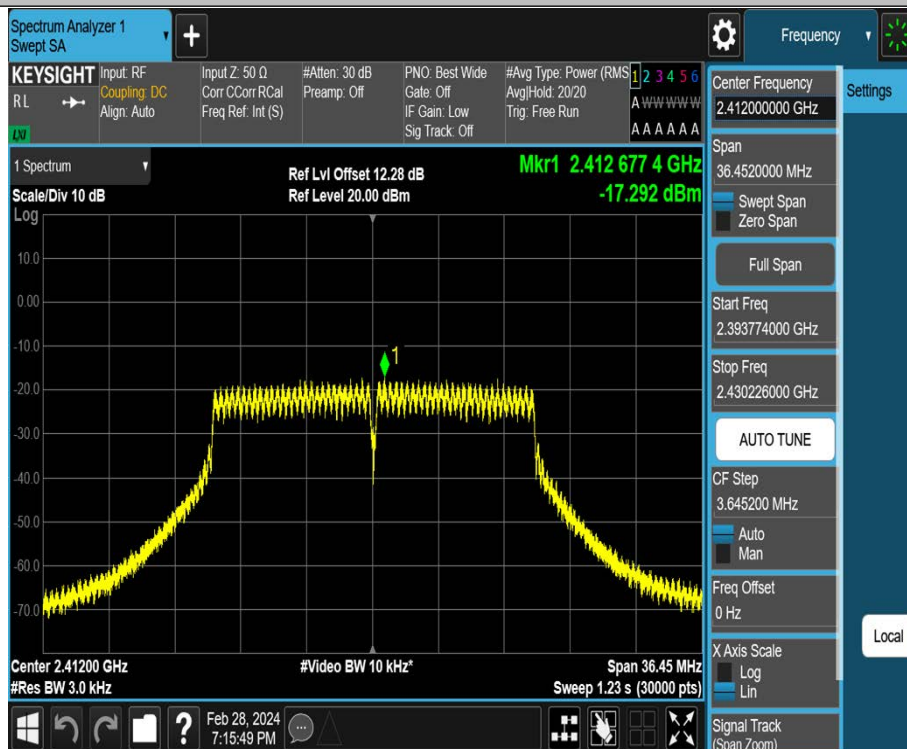 Spectrum Analyzer 1
Swept SA
Frequency
KEYSIGHT
RL
LXI
Input: RF
Coupling: DC
Align: Auto
Input Z: 50 Ω
Corr CCorr RCal
Freq Ref: Int (S)
#Atten: 30 dB
Preamp: Off
PNO: Best Wide
Gate: Off
IF Gain: Low
Sig Track: Off
#Avg Type: Power (RMS
Avg|Hold: 20/20
Trig: Free Run
1 2 3 4 5 6
A W W W W W
A A A A A A
1 Spectrum
Scale/Div 10 dB
Log
Ref Lvl Offset 12.28 dB
Ref Level 20.00 dBm
Mkr1 2.412 677 4 GHz
-17.292 dBm
10.0
0.00
-10.0
-20.0
-30.0
-40.0
-50.0
-60.0
-70.0
1
Center 2.41200 GHz
#Res BW 3.0 kHz
#Video BW 10 kHz*
Span 36.45 MHz
Sweep 1.23 s (30000 pts)
Feb 28, 2024
7:15:49 PM
Center Frequency
2.412000000 GHz
Span
36.4520000 MHz
Swept Span
Zero Span
Full Span
Start Freq
2.393774000 GHz
Stop Freq
2.430226000 GHz
AUTO TUNE
CF Step
3.645200 MHz
Auto
Man
Freq Offset
0 Hz
X Axis Scale
Log
Lin
Signal Track
(Span Zoom)
Settings
Local